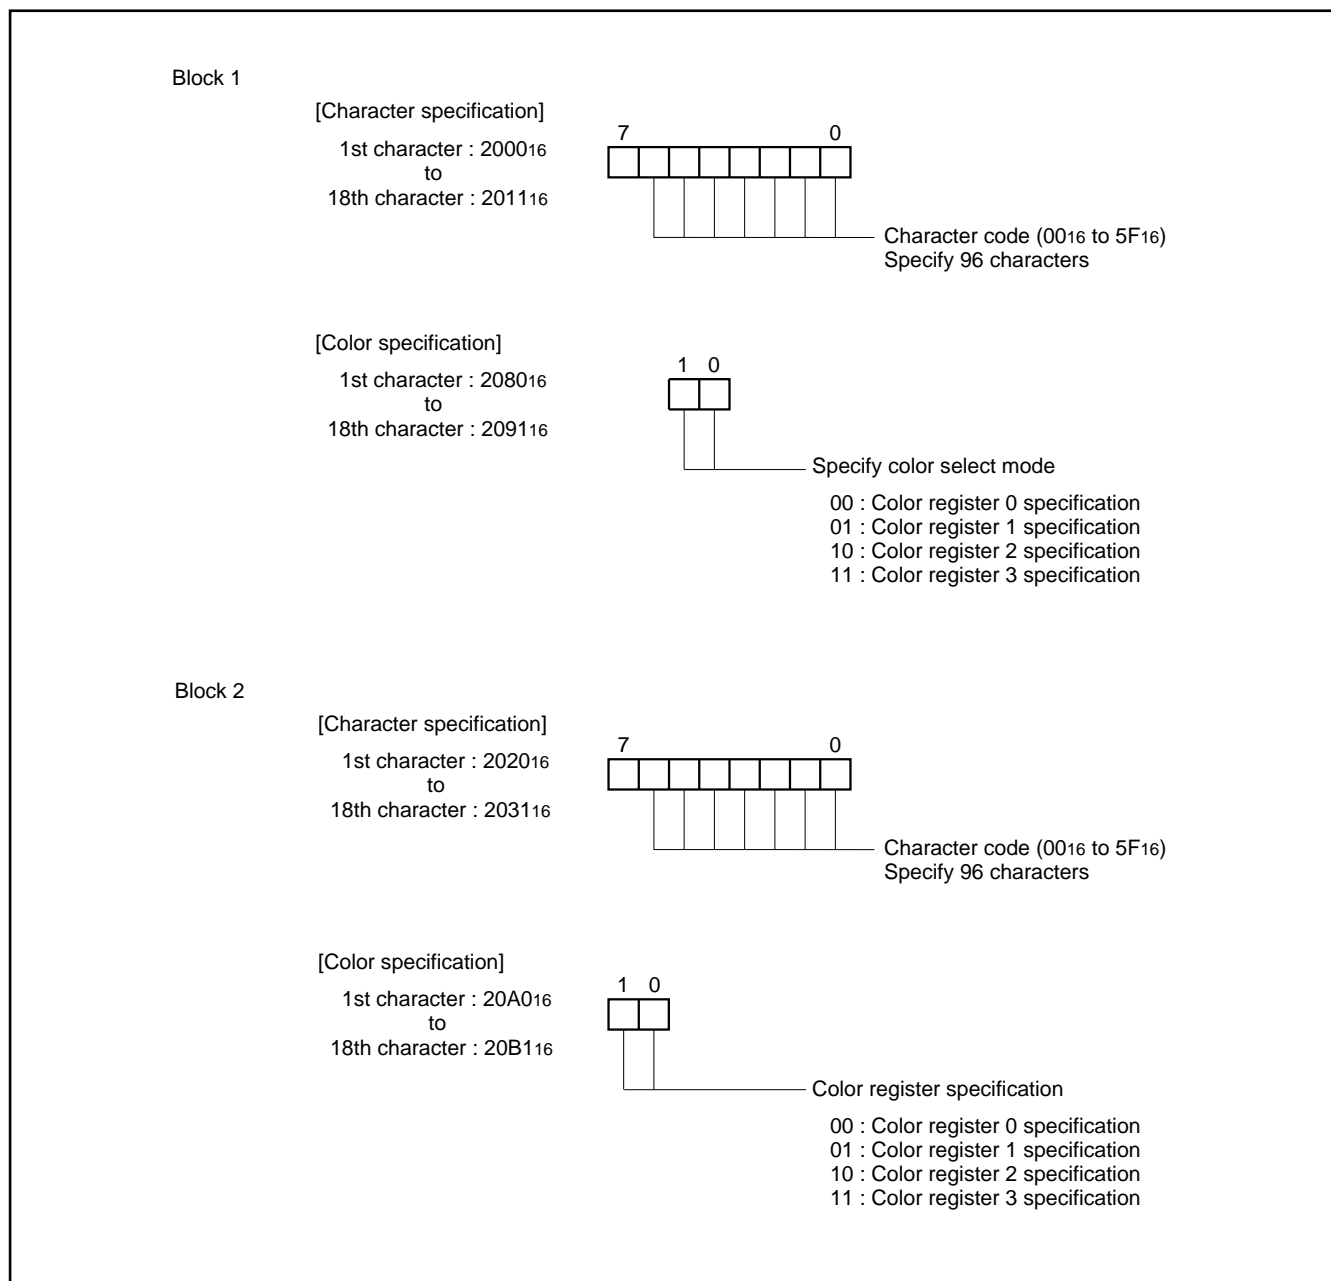 Block 1
[Character specification]
7 0
1st character : 200016
to
18th character : 201116
Character code (0016 to 5F16)
Specify 96 characters
[Color specification]
1 0
1st character : 208016
to
18th character : 209116
Specify color select mode
00 : Color register 0 specification
01 : Color register 1 specification
10 : Color register 2 specification
11 : Color register 3 specification
Block 2
[Character specification]
7 0
1st character : 202016
to
18th character : 203116
Character code (0016 to 5F16)
Specify 96 characters
[Color specification]
1 0
1st character : 20A016
to
18th character : 20B116
Color register specification
00 : Color register 0 specification
01 : Color register 1 specification
10 : Color register 2 specification
11 : Color register 3 specification